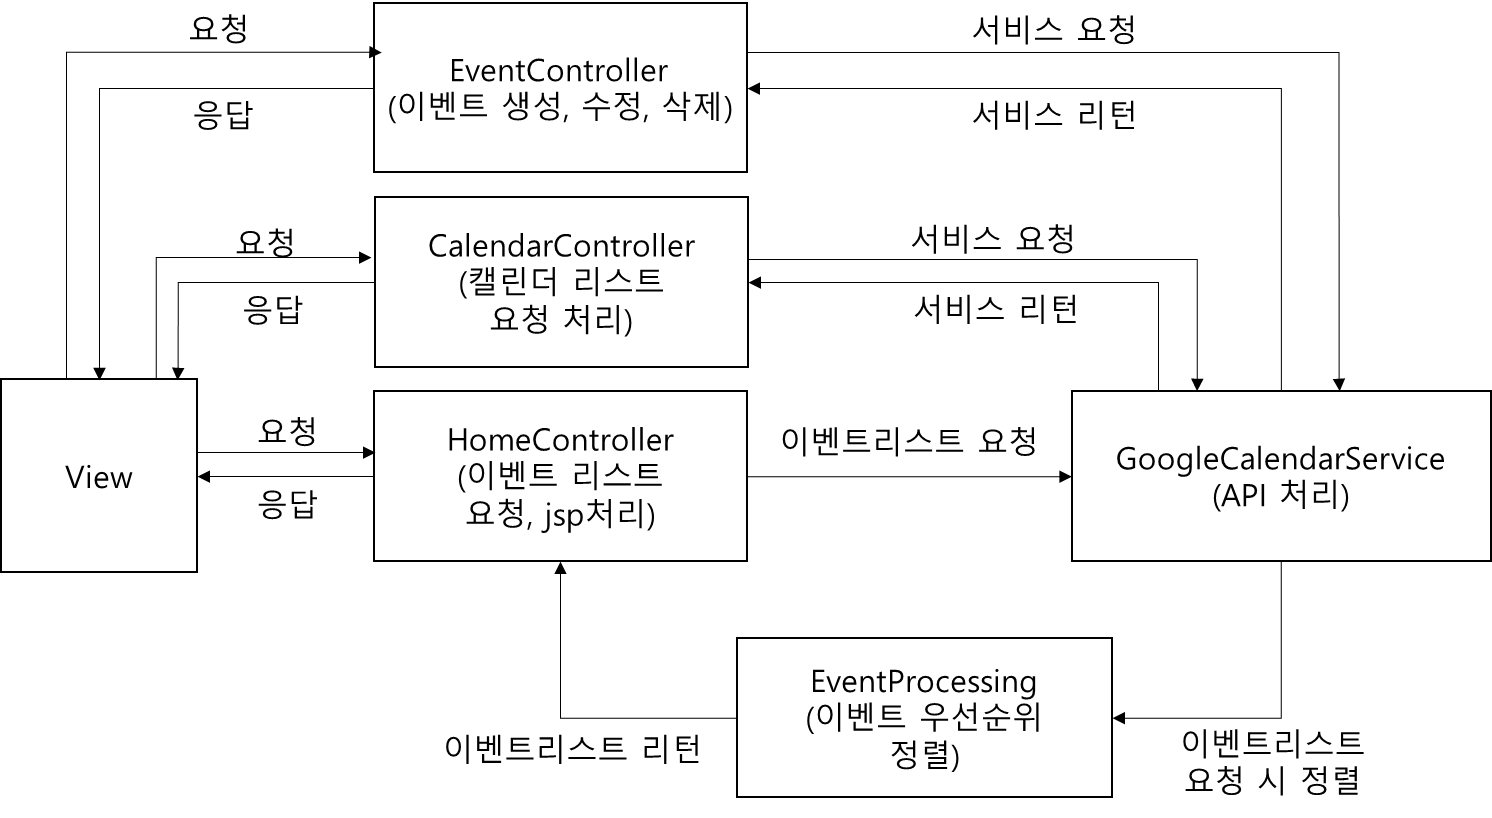 요청
서비스 요청
EventController
(이벤트 생성, 수정, 삭제)
응답
서비스 리턴
요청
서비스 요청
CalendarController
(캘린더 리스트
요청 처리)
응답
서비스 리턴
요청
HomeController
(이벤트 리스트
요청, jsp처리)
이벤트리스트 요청
View
GoogleCalendarService
(API 처리)
응답
EventProcessing
(이벤트 우선순위
정렬)
이벤트리스트 리턴
이벤트리스트
요청 시 정렬